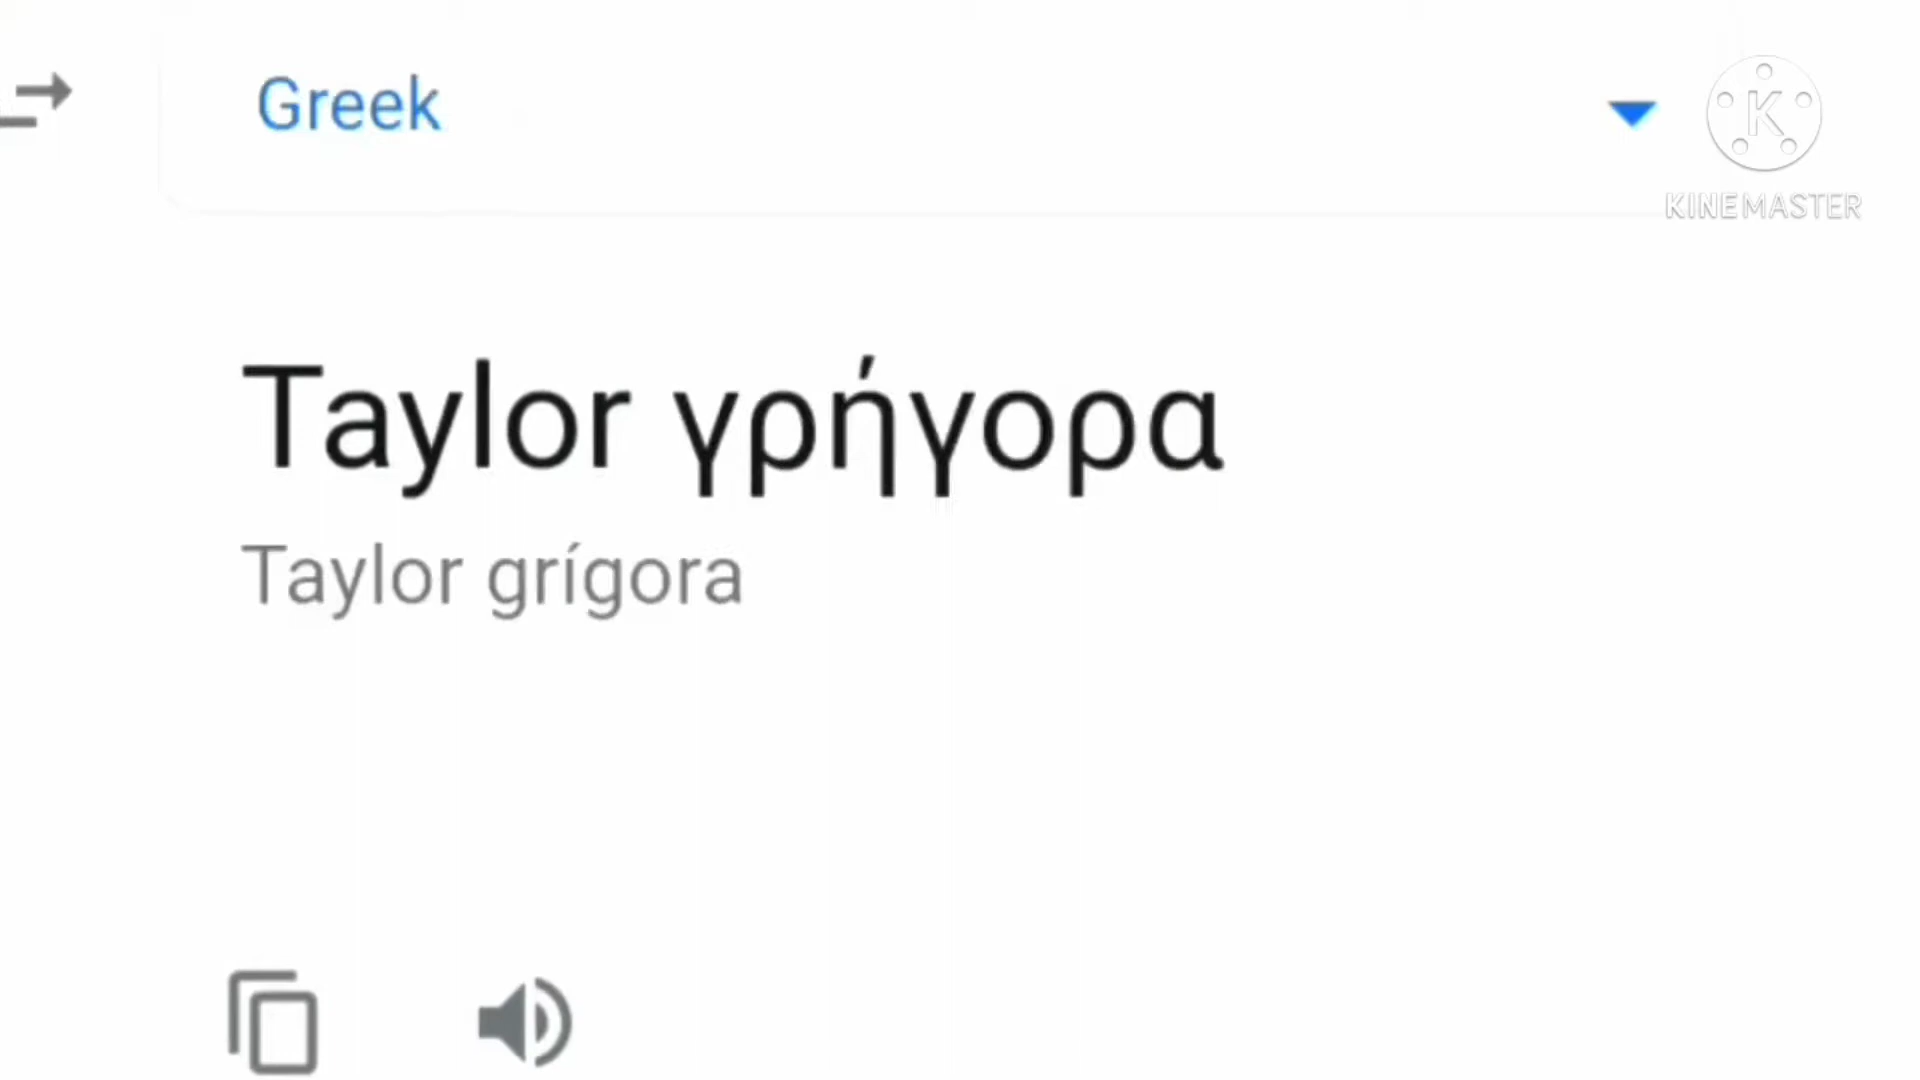 Greek
K
KINEMASTER
Taylor γρήγορα
Taylor grígora